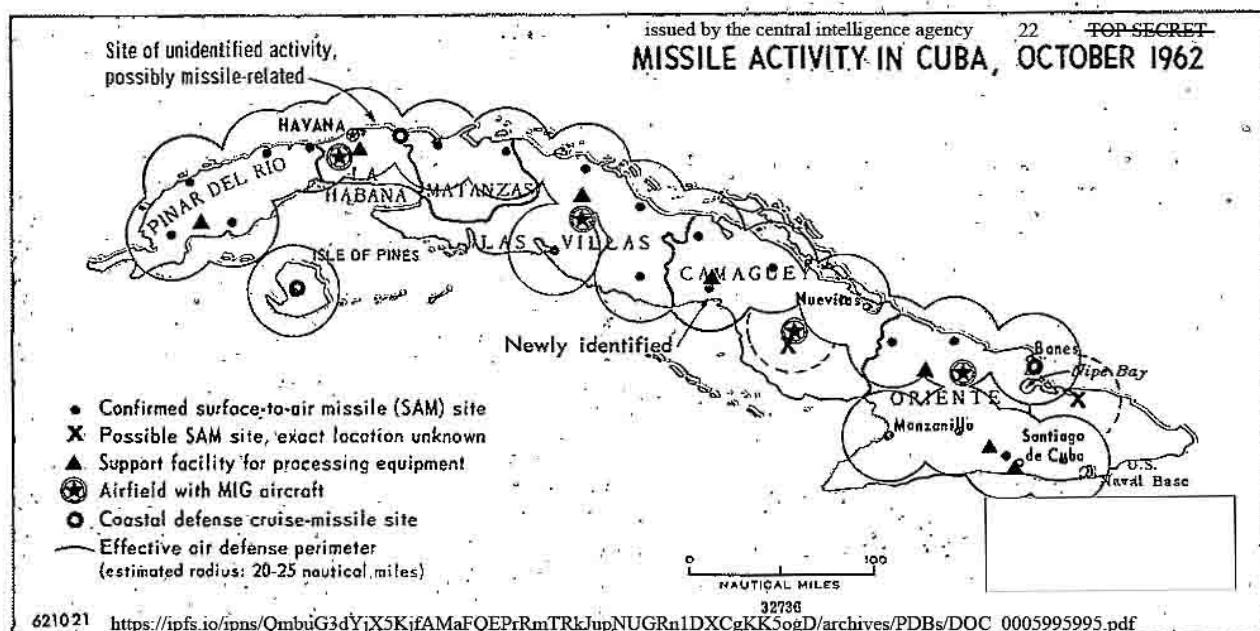 issued by the central intelligence agency 22 TOP SECRET
MISSILE ACTIVITY IN CUBA, OCTOBER 1962
Site of unidentified activity,
possibly missile-related
HAVANA
PINAR DEL RIO
LA
HABANA
MATANZAS
ISLE OF PINES
LAS VILLAS
CAMAGUEY
Nuevitas
Newly identified
Banes
Nipe Bay
ORIENTE
Manzanillo
Santiago
de Cuba
U.S.
Naval Base
Confirmed surface-to-air missile (SAM) site
X Possible SAM site, exact location unknown
Support facility for processing equipment
Airfield with MIG aircraft
Coastal defense cruise-missile site
Effective air defense perimeter
(estimated radius: 20-25 nautical miles)
0 100
NAUTICAL MILES
32736
621021 https://ipfs.io/ipns/QmbuiG3dYjX5KjfAMaFQEPrRmTRkJupNUGRn1DXCgKK5ogD/archives/PDBs/DOC_0005995995.pdf